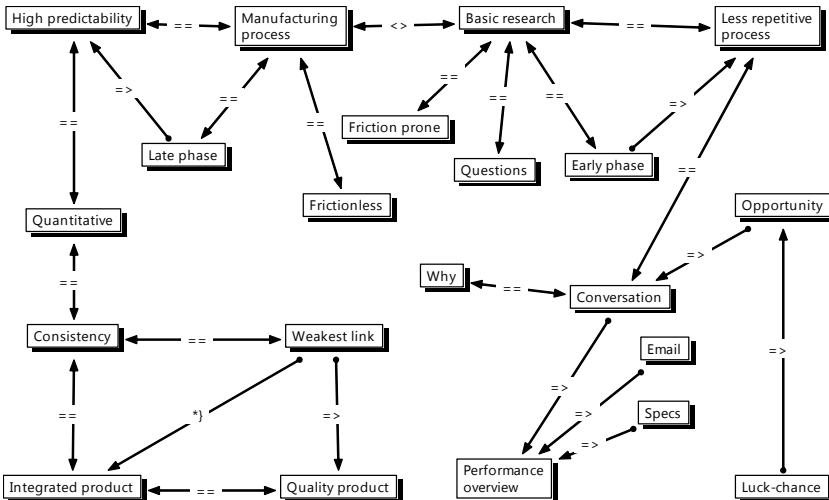 High predictability
==
Manufacturing
process
<>
Basic research
==
Less repetitive
process
=>
==
==
==
=>
==
==
==
Friction prone
Late phase
Questions
Early phase
==
Frictionless
Quantitative
Opportunity
=>
Why
==
Conversation
==
Consistency
==
Weakest link
Email
=>
=>
==
*}
=>
=>
Specs
=>
Integrated product
==
Quality product
Performance
overview
Luck-chance